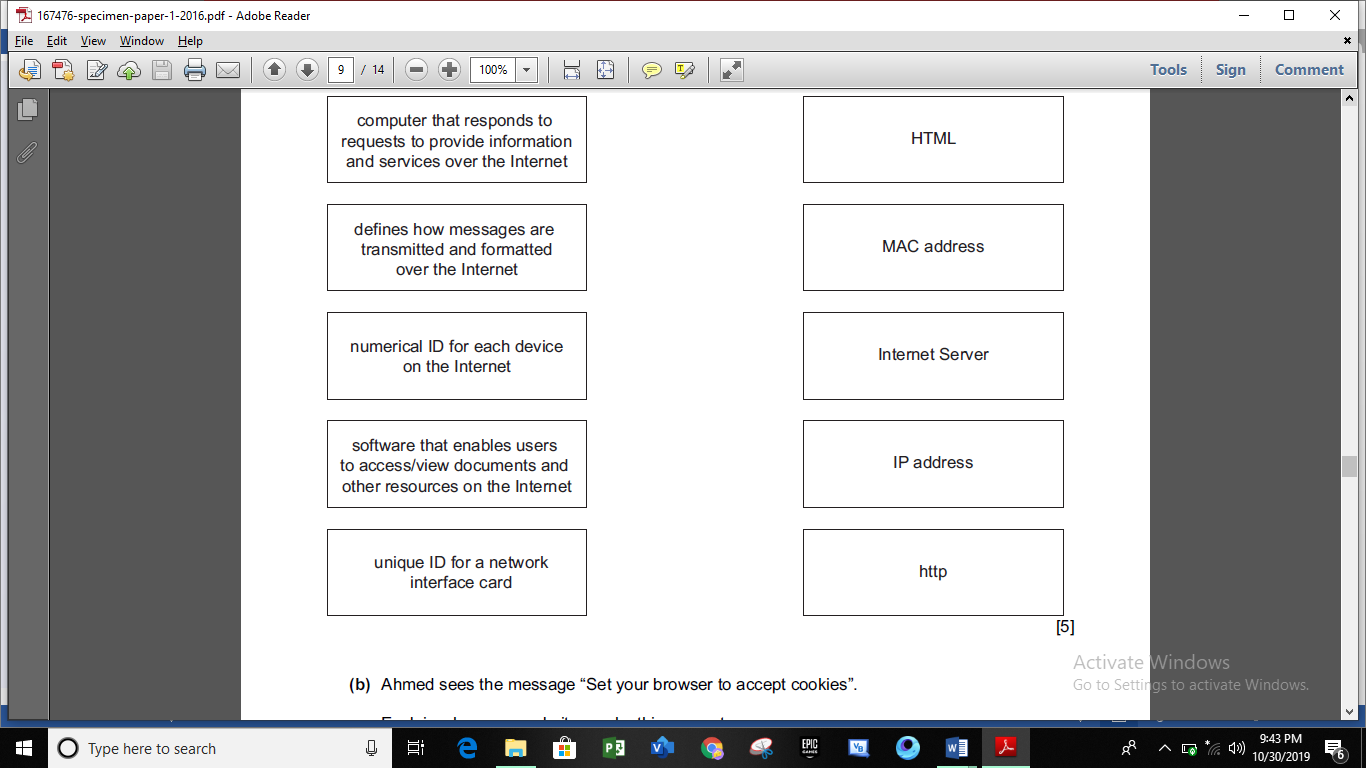 167476-specimen-paper-1-2016.pdf - Adobe Reader
File Edit View Window Help
9 / 14 100% Tools Sign Comment
computer that responds to
requests to provide information
and services over the Internet
HTML
defines how messages are
transmitted and formatted
over the Internet
MAC address
numerical ID for each device
on the Internet
Internet Server
software that enables users
to access/view documents and
other resources on the Internet
IP address
unique ID for a network
interface card
http
[5]
(b) Ahmed sees the message “Set your browser to accept cookies”.
Activate Windows
Go to Settings to activate Windows.
Type here to search
EPIC
GAMES
9:43 PM
10/30/2019
6